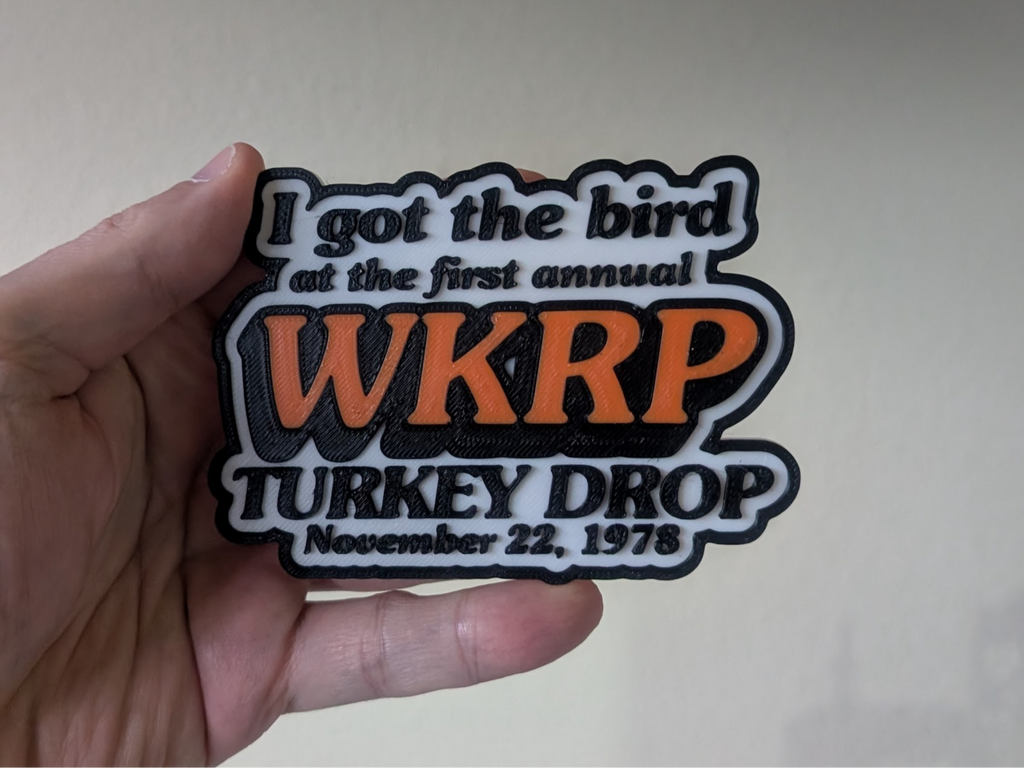 I got the bird
at the first annual
WKRP
TURKEY DROP
November 22, 1978